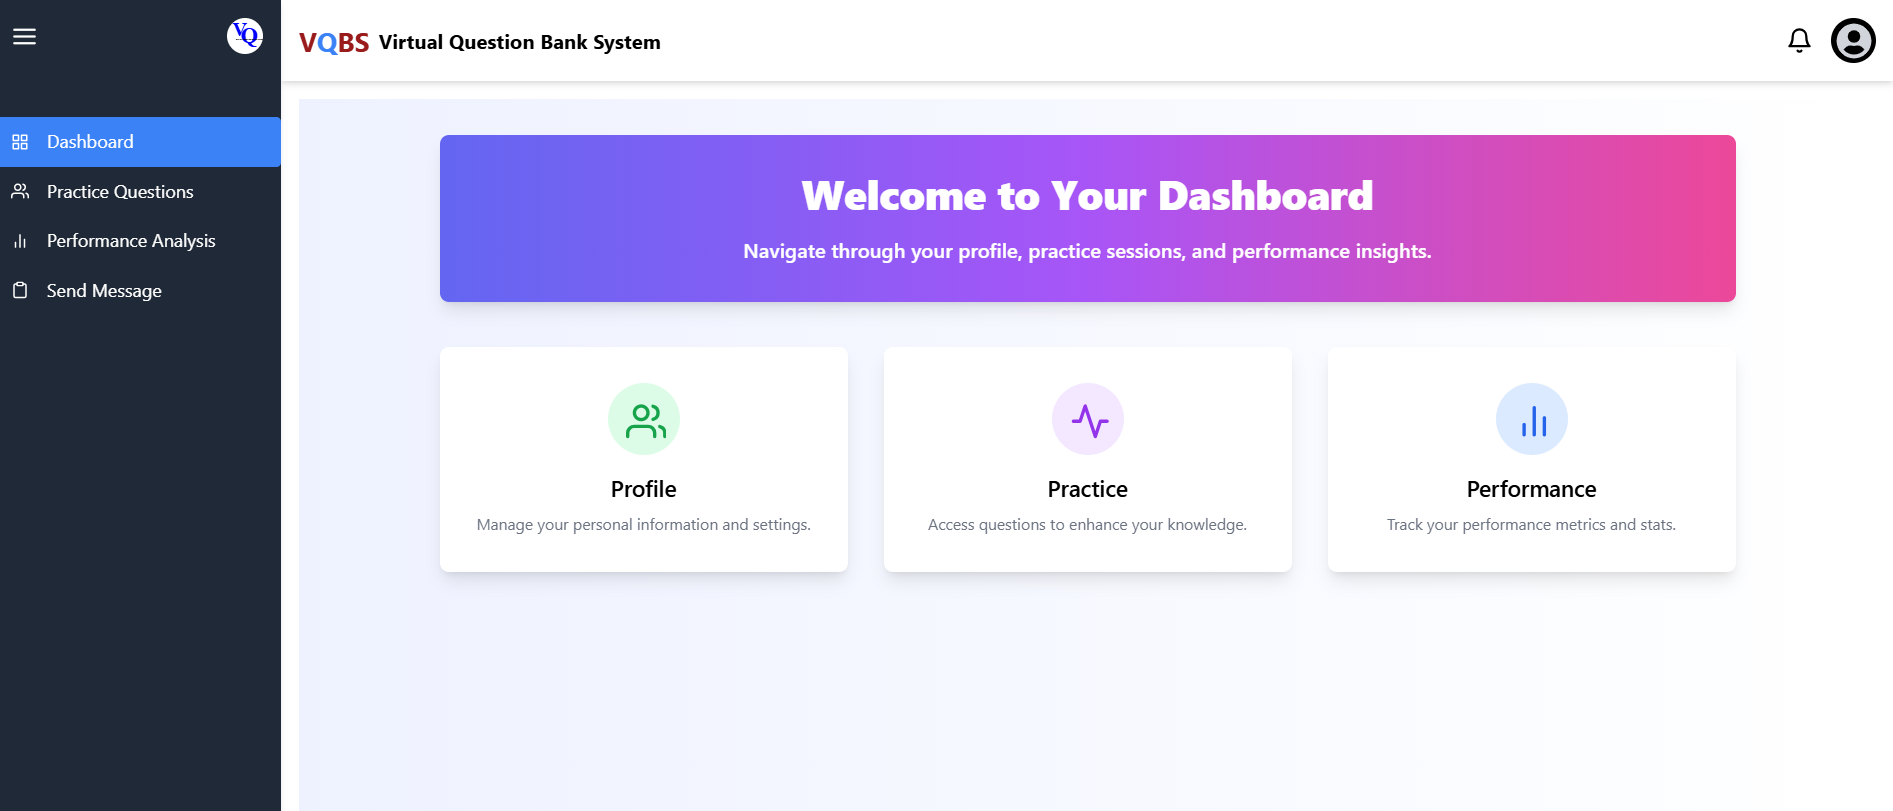 VQ
VQBS Virtual Question Bank System
Dashboard
Practice Questions
Performance Analysis
Send Message
Welcome to Your Dashboard
Navigate through your profile, practice sessions, and performance insights.
Profile
Manage your personal information and settings.
Practice
Access questions to enhance your knowledge.
Performance
Track your performance metrics and stats.